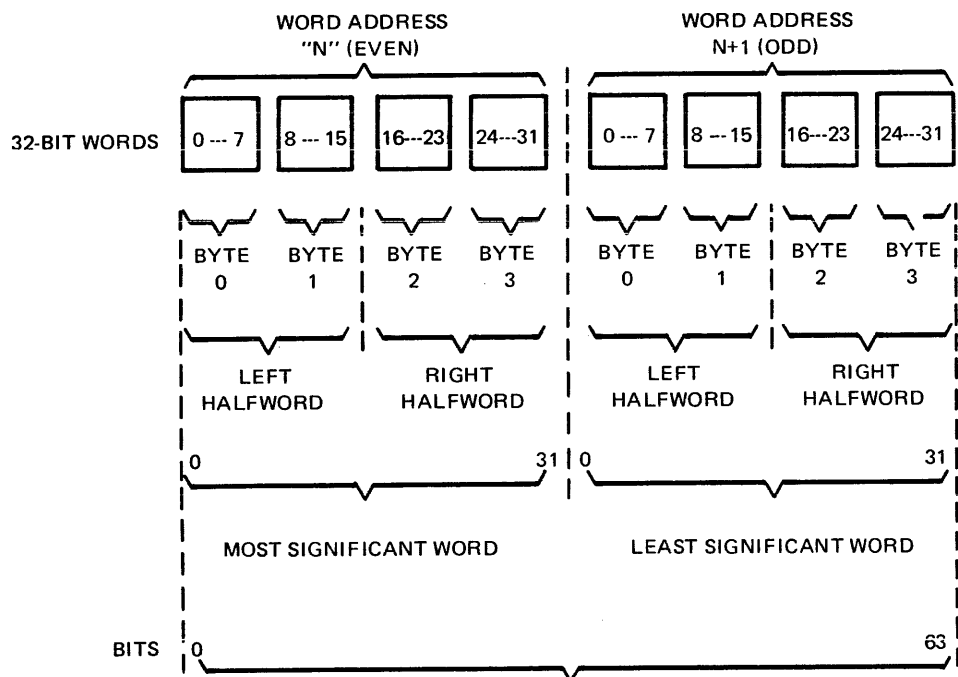 WORD ADDRESS
"N" (EVEN)
WORD ADDRESS
N+1 (ODD)
32-BIT WORDS
0 --- 7
8 --- 15
16---23
24---31
0 --- 7
8 --- 15
16---23
24---31
BYTE
0
BYTE
1
BYTE
2
BYTE
3
BYTE
0
BYTE
1
BYTE
2
BYTE
3
LEFT
HALFWORD
RIGHT
HALFWORD
LEFT
HALFWORD
RIGHT
HALFWORD
0
31
0
31
MOST SIGNIFICANT WORD
LEAST SIGNIFICANT WORD
BITS
0
63